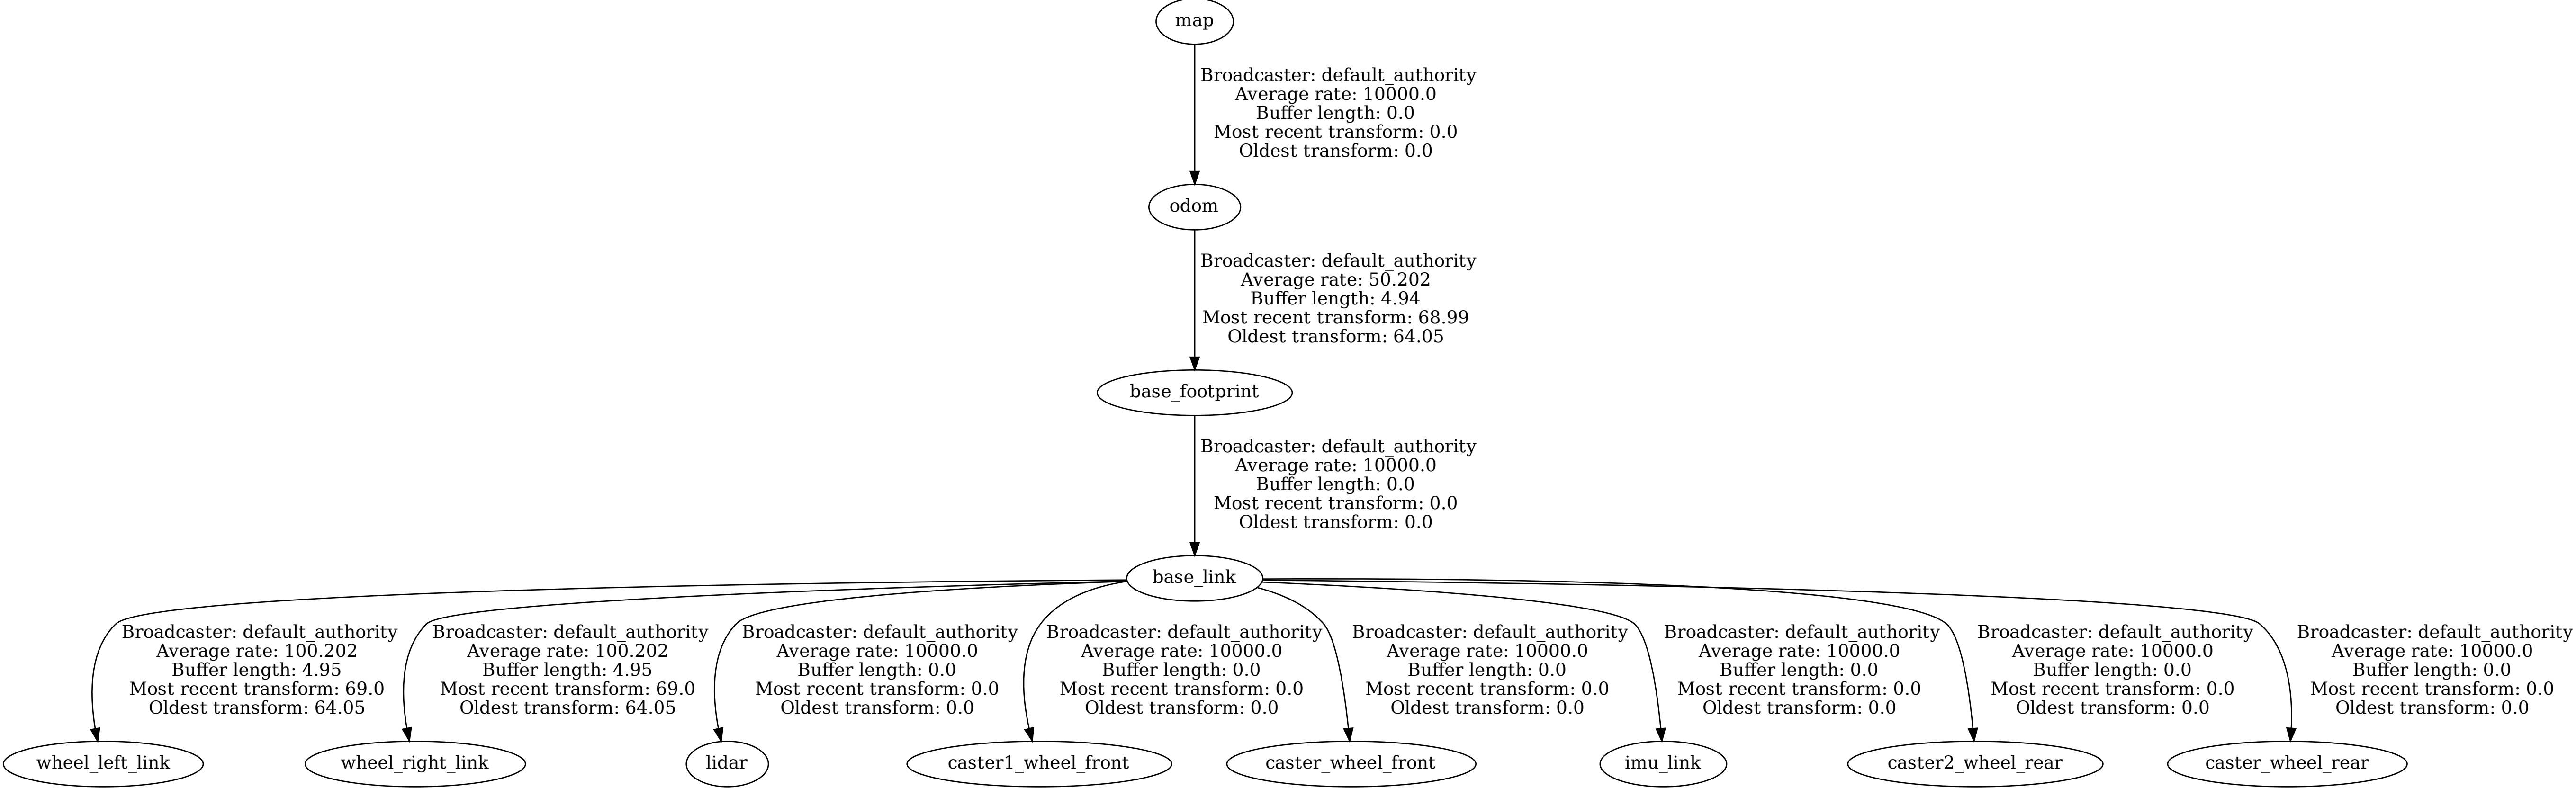 map
Broadcaster: default_authority
Average rate: 10000.0
Buffer length: 0.0
Most recent transform: 0.0
Oldest transform: 0.0
odom
Broadcaster: default_authority
Average rate: 50.202
Buffer length: 4.94
Most recent transform: 68.99
Oldest transform: 64.05
base_footprint
Broadcaster: default_authority
Average rate: 10000.0
Buffer length: 0.0
Most recent transform: 0.0
Oldest transform: 0.0
base_link
Broadcaster: default_authority
Average rate: 100.202
Buffer length: 4.95
Most recent transform: 69.0
Oldest transform: 64.05
Broadcaster: default_authority
Average rate: 100.202
Buffer length: 4.95
Most recent transform: 69.0
Oldest transform: 64.05
Broadcaster: default_authority
Average rate: 10000.0
Buffer length: 0.0
Most recent transform: 0.0
Oldest transform: 0.0
Broadcaster: default_authority
Average rate: 10000.0
Buffer length: 0.0
Most recent transform: 0.0
Oldest transform: 0.0
Broadcaster: default_authority
Average rate: 10000.0
Buffer length: 0.0
Most recent transform: 0.0
Oldest transform: 0.0
Broadcaster: default_authority
Average rate: 10000.0
Buffer length: 0.0
Most recent transform: 0.0
Oldest transform: 0.0
Broadcaster: default_authority
Average rate: 10000.0
Buffer length: 0.0
Most recent transform: 0.0
Oldest transform: 0.0
Broadcaster: default_authority
Average rate: 10000.0
Buffer length: 0.0
Most recent transform: 0.0
Oldest transform: 0.0
wheel_left_link
wheel_right_link
lidar
caster1_wheel_front
caster_wheel_front
imu_link
caster2_wheel_rear
caster_wheel_rear